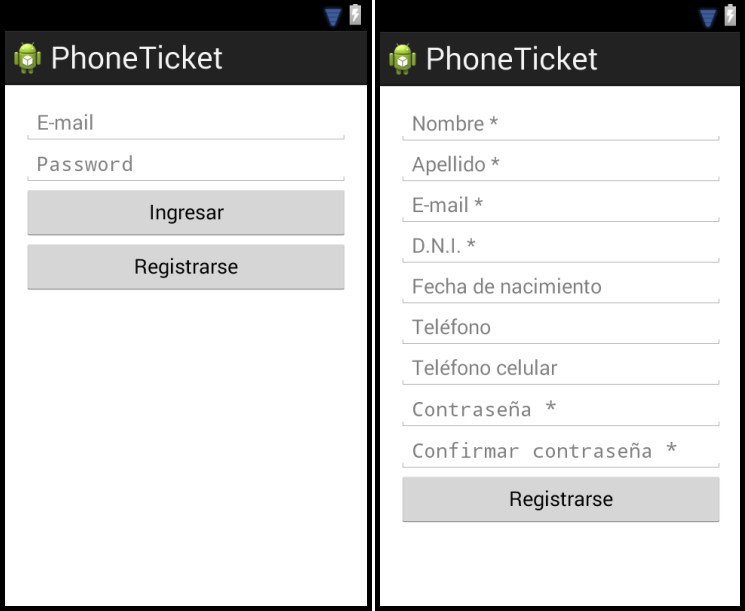 PhoneTicket
E-mail
Password
Ingresar
Registrarse
PhoneTicket
Nombre *
Apellido *
E-mail *
D.N.I. *
Fecha de nacimiento
Teléfono
Teléfono celular
Contraseña *
Confirmar contraseña *
Registrarse